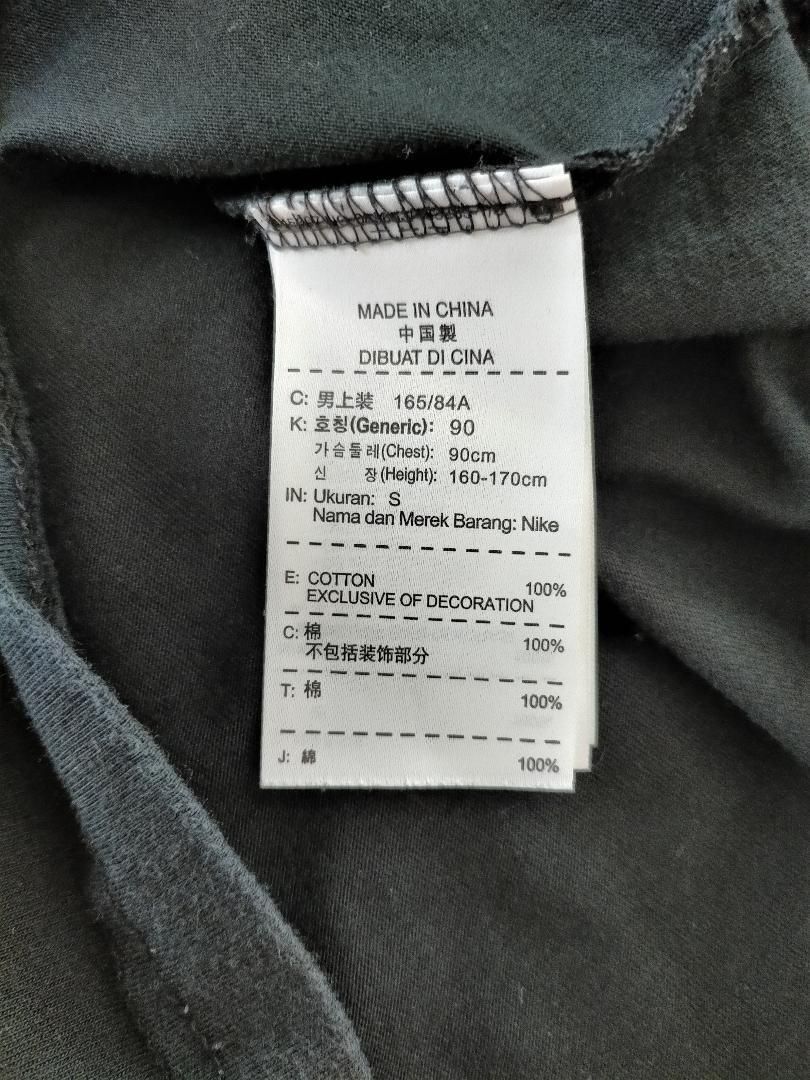 MADE IN CHINA
中国製
DIBUAT DI CINA
C: 男上装 165/84A
K: 호칭(Generic): 90
가슴둘레(Chest): 90cm
신 장(Height): 160-170cm
IN: Ukuran: S
Nama dan Merek Barang: Nike
E: COTTON 100%
EXCLUSIVE OF DECORATION
C: 棉 100%
不包括装饰部分
T: 棉 100%
J: 綿 100%